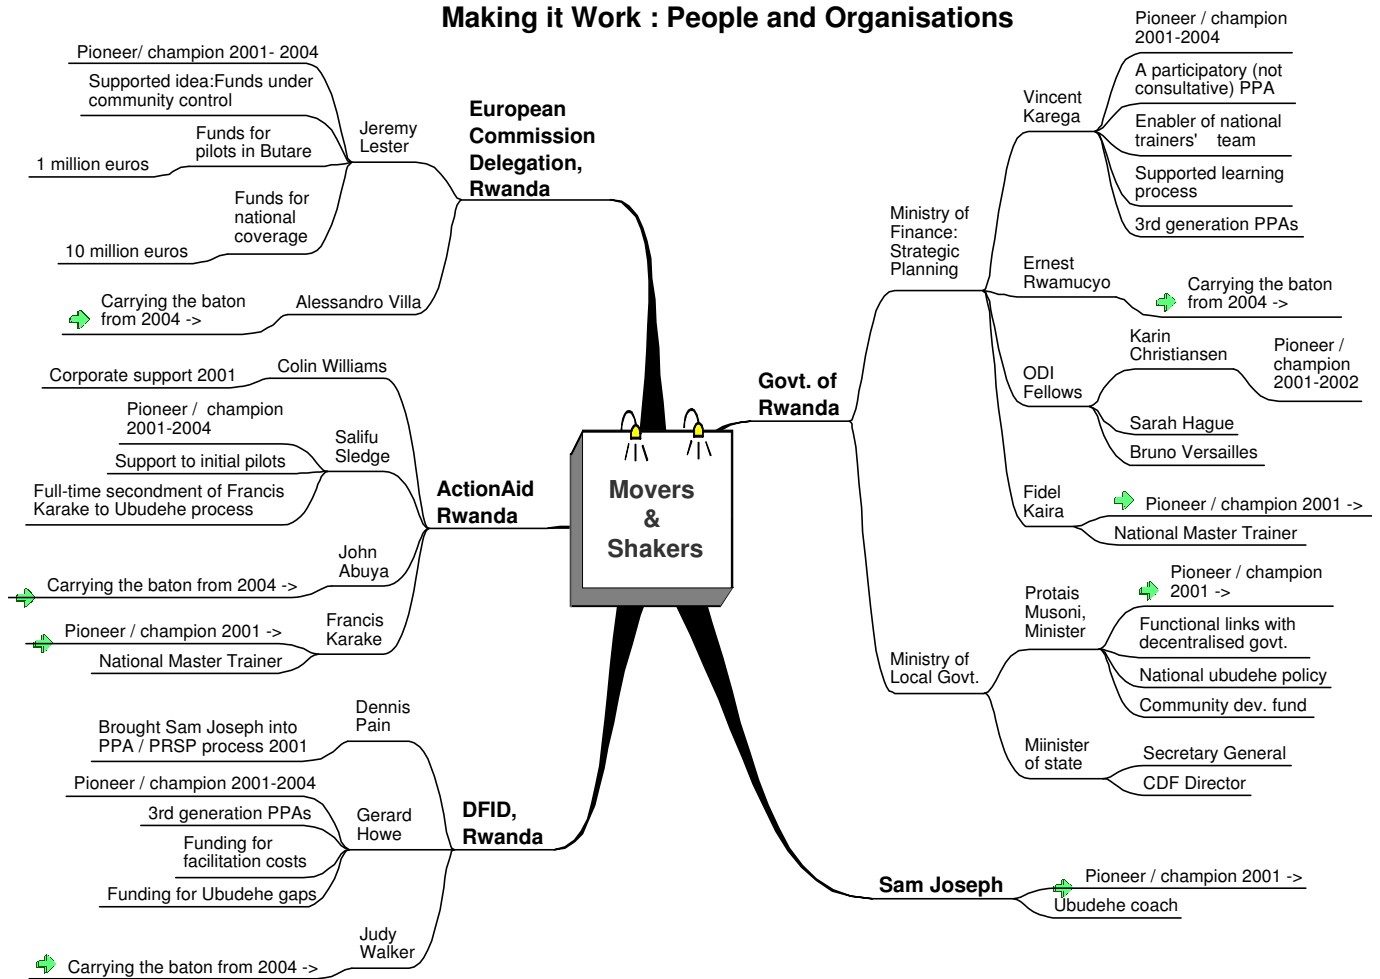 Making it Work : People and Organisations
Pioneer/ champion 2001- 2004
Supported idea:Funds under
community control
Funds for
pilots in Butare
1 million euros
Funds for
national
coverage
10 million euros
Jeremy
Lester
Carrying the baton
from 2004 ->
Alessandro Villa
European
Commission
Delegation,
Rwanda
Corporate support 2001
Colin Williams
Pioneer /  champion
2001-2004
Support to initial pilots
Full-time secondment of Francis
Karake to Ubudehe process
Salifu
Sledge
John
Abuya
Carrying the baton from 2004 ->
Francis
Karake
Pioneer / champion 2001 ->
National Master Trainer
ActionAid
Rwanda
Dennis
Pain
Brought Sam Joseph into
PPA / PRSP process 2001
Pioneer / champion 2001-2004
3rd generation PPAs
Funding for
facilitation costs
Funding for Ubudehe gaps
Gerard
Howe
Judy
Walker
Carrying the baton from 2004 ->
DFID,
Rwanda
Movers
&
Shakers
Govt. of
Rwanda
Ministry of
Finance:
Strategic
Planning
Vincent
Karega
Pioneer / champion
2001-2004
A participatory (not
consultative) PPA
Enabler of national
trainers'    team
Supported learning
process
3rd generation PPAs
Ernest
Rwamucyo
Carrying the baton
from 2004 ->
ODI
Fellows
Karin
Christiansen
Pioneer /
champion
2001-2002
Sarah Hague
Bruno Versailles
Fidel
Kaira
Pioneer / champion 2001 ->
National Master Trainer
Ministry of
Local Govt.
Protais
Musoni,
Minister
Pioneer / champion
2001 ->
Functional links with
decentralised govt.
National ubudehe policy
Community dev. fund
Miinister
of state
Secretary General
CDF Director
Sam Joseph
Pioneer / champion 2001 ->
Ubudehe coach